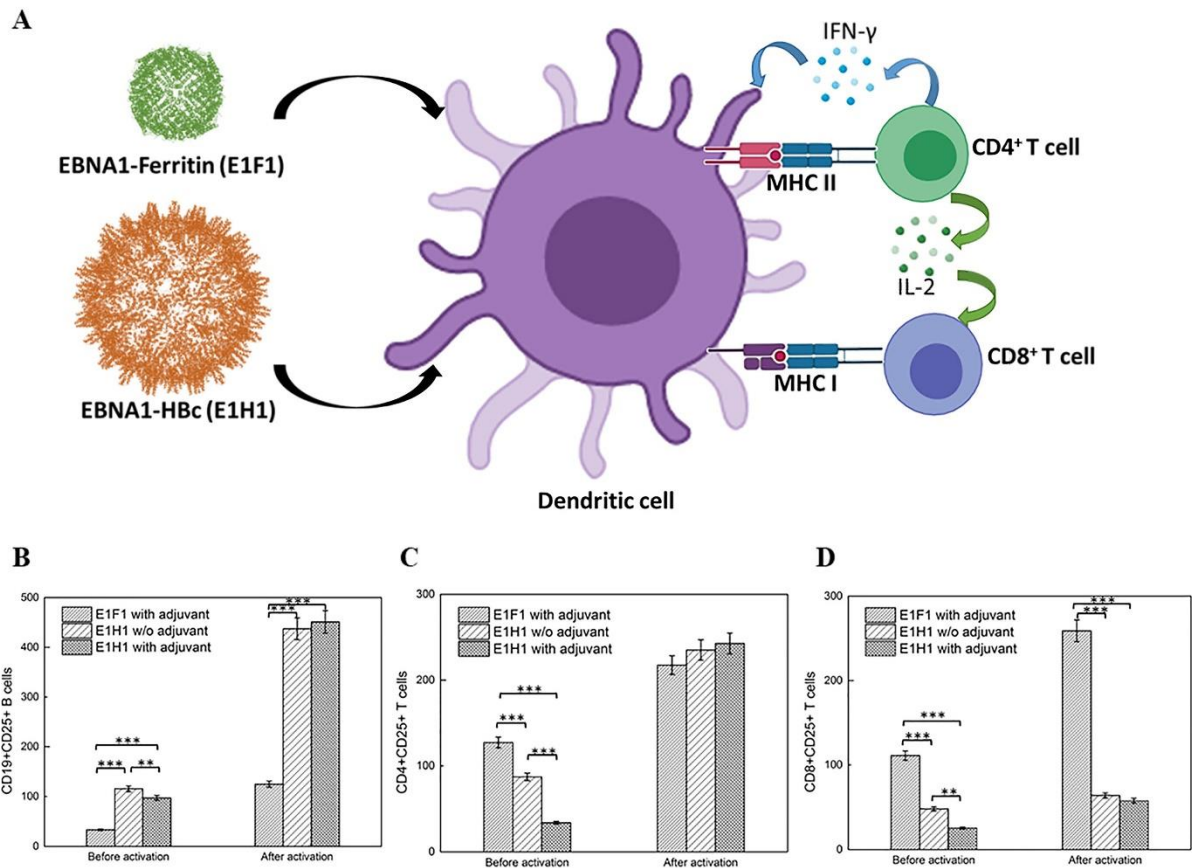 A
IFN-γ
EBNA1-Ferritin (E1F1)
CD4+ T cell
MHC II
IL-2
EBNA1-HBc (E1H1)
MHC I
CD8+ T cell
Dendritic cell
B
CD19+CD25+ B cells
500
400
300
200
100
0
E1F1 with adjuvant
E1H1 w/o adjuvant
E1H1 with adjuvant
***
***
**
***
***
Before activation
After activation
C
CD4+CD25+ T cells
300
200
100
0
E1F1 with adjuvant
E1H1 w/o adjuvant
E1H1 with adjuvant
***
***
***
Before activation
After activation
D
CD8+CD25+ T cells
300
200
100
0
E1F1 with adjuvant
E1H1 w/o adjuvant
E1H1 with adjuvant
***
***
**
***
***
Before activation
After activation